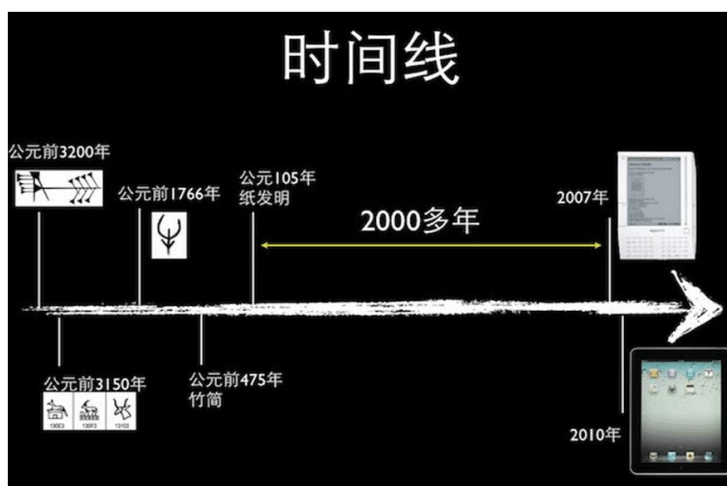 时间线
公元前3200年
公元前1766年
公元105年
纸发明
2000多年
2007年
公元前3150年
130E3 130F3 13103
公元前475年
竹简
2010年